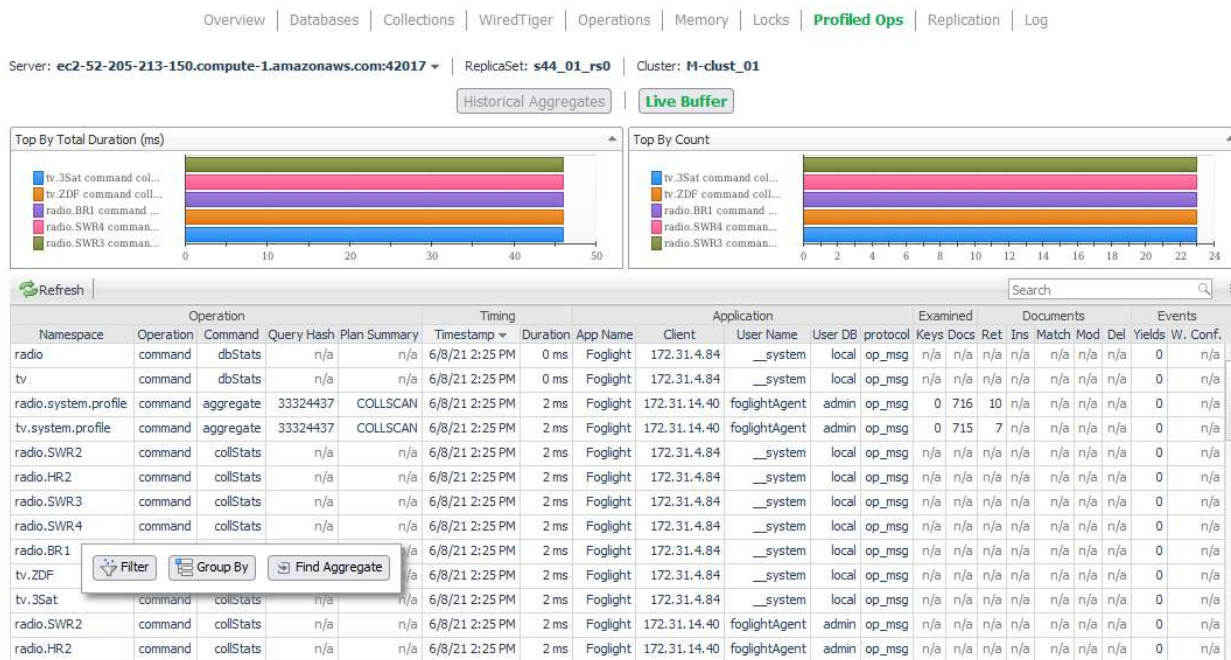 Overview | Databases | Collections | WiredTiger | Operations | Memory | Locks | Profiled Ops | Replication | Log
Server: ec2-52-205-213-150.compute-1.amazonaws.com:42017 | ReplicaSet: s44_01_rs0 | Cluster: M-clust_01
Historical Aggregates | Live Buffer
Top By Total Duration (ms)
tv.3Sat command col...
tv.ZDF command coll...
radio.BR1 command ...
radio.SWR4 comman...
radio.SWR3 comman...
0 10 20 30 40 50
Top By Count
tv.3Sat command col...
tv.ZDF command coll...
radio.BR1 command ...
radio.SWR4 comman...
radio.SWR3 comman...
0 2 4 6 8 10 12 14 16 18 20 22 24
Refresh Search
Operation Timing Application Examined Documents Events
Namespace Operation Command Query Hash Plan Summary Timestamp Duration App Name Client User Name User DB protocol Keys Docs Ret Ins Match Mod Del Yields W. Conf.
radio command dbStats n/a n/a 6/8/21 2:25 PM 0 ms Foglight 172.31.4.84 __system local op_msg n/a n/a n/a n/a n/a n/a n/a 0 n/a
tv command dbStats n/a n/a 6/8/21 2:25 PM 0 ms Foglight 172.31.4.84 __system local op_msg n/a n/a n/a n/a n/a n/a n/a 0 n/a
radio.system.profile command aggregate 33324437 COLLSCAN 6/8/21 2:25 PM 2 ms Foglight 172.31.14.40 foglightAgent admin op_msg 0 716 10 n/a n/a n/a n/a 0 n/a
tv.system.profile command aggregate 33324437 COLLSCAN 6/8/21 2:25 PM 2 ms Foglight 172.31.14.40 foglightAgent admin op_msg 0 715 7 n/a n/a n/a n/a 0 n/a
radio.SWR2 command collStats n/a n/a 6/8/21 2:25 PM 2 ms Foglight 172.31.4.84 __system local op_msg n/a n/a n/a n/a n/a n/a n/a 0 n/a
radio.HR2 command collStats n/a n/a 6/8/21 2:25 PM 2 ms Foglight 172.31.4.84 __system local op_msg n/a n/a n/a n/a n/a n/a n/a 0 n/a
radio.SWR3 command collStats n/a n/a 6/8/21 2:25 PM 2 ms Foglight 172.31.4.84 __system local op_msg n/a n/a n/a n/a n/a n/a n/a 0 n/a
radio.SWR4 command collStats n/a n/a 6/8/21 2:25 PM 2 ms Foglight 172.31.4.84 __system local op_msg n/a n/a n/a n/a n/a n/a n/a 0 n/a
radio.BR1 /a 6/8/21 2:25 PM 2 ms Foglight 172.31.4.84 __system local op_msg n/a n/a n/a n/a n/a n/a n/a 0 n/a
Filter Group By Find Aggregate
tv.ZDF /a 6/8/21 2:25 PM 2 ms Foglight 172.31.4.84 __system local op_msg n/a n/a n/a n/a n/a n/a n/a 0 n/a
tv.3Sat command collStats n/a n/a 6/8/21 2:25 PM 2 ms Foglight 172.31.4.84 __system local op_msg n/a n/a n/a n/a n/a n/a n/a 0 n/a
radio.SWR2 command collStats n/a n/a 6/8/21 2:25 PM 2 ms Foglight 172.31.14.40 foglightAgent admin op_msg n/a n/a n/a n/a n/a n/a n/a 0 n/a
radio.HR2 command collStats n/a n/a 6/8/21 2:25 PM 2 ms Foglight 172.31.14.40 foglightAgent admin op_msg n/a n/a n/a n/a n/a n/a n/a 0 n/a